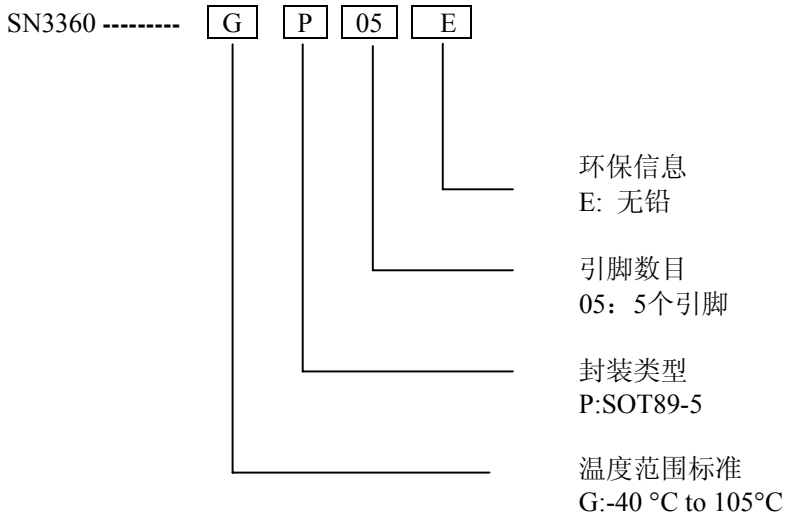 SN3360 --------- G P 05 E
环保信息
E: 无铅
引脚数目
05：5个引脚
封装类型
P:SOT89-5
温度范围标准
G:-40 °C to 105°C